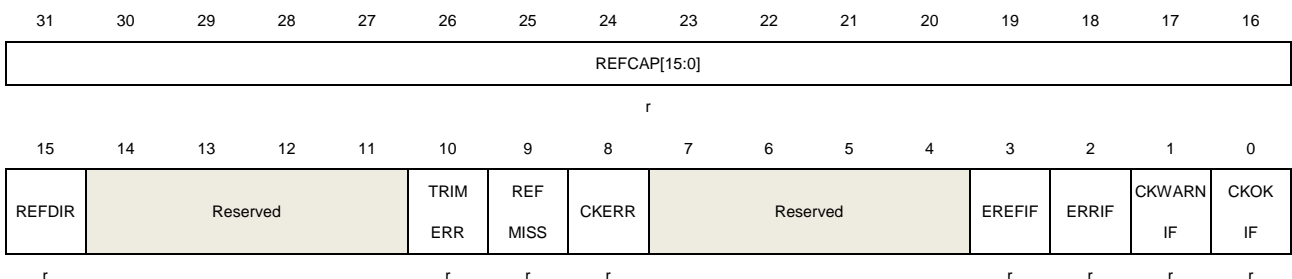 31 30 29 28 27 26 25 24 23 22 21 20 19 18 17 16
REFCAP[15:0]
r
15 14 13 12 11 10 9 8 7 6 5 4 3 2 1 0
REFDIR Reserved TRIM ERR REF MISS CKERR Reserved EREFIF ERRIF CKWARN IF CKOK IF
r r r r r r r r